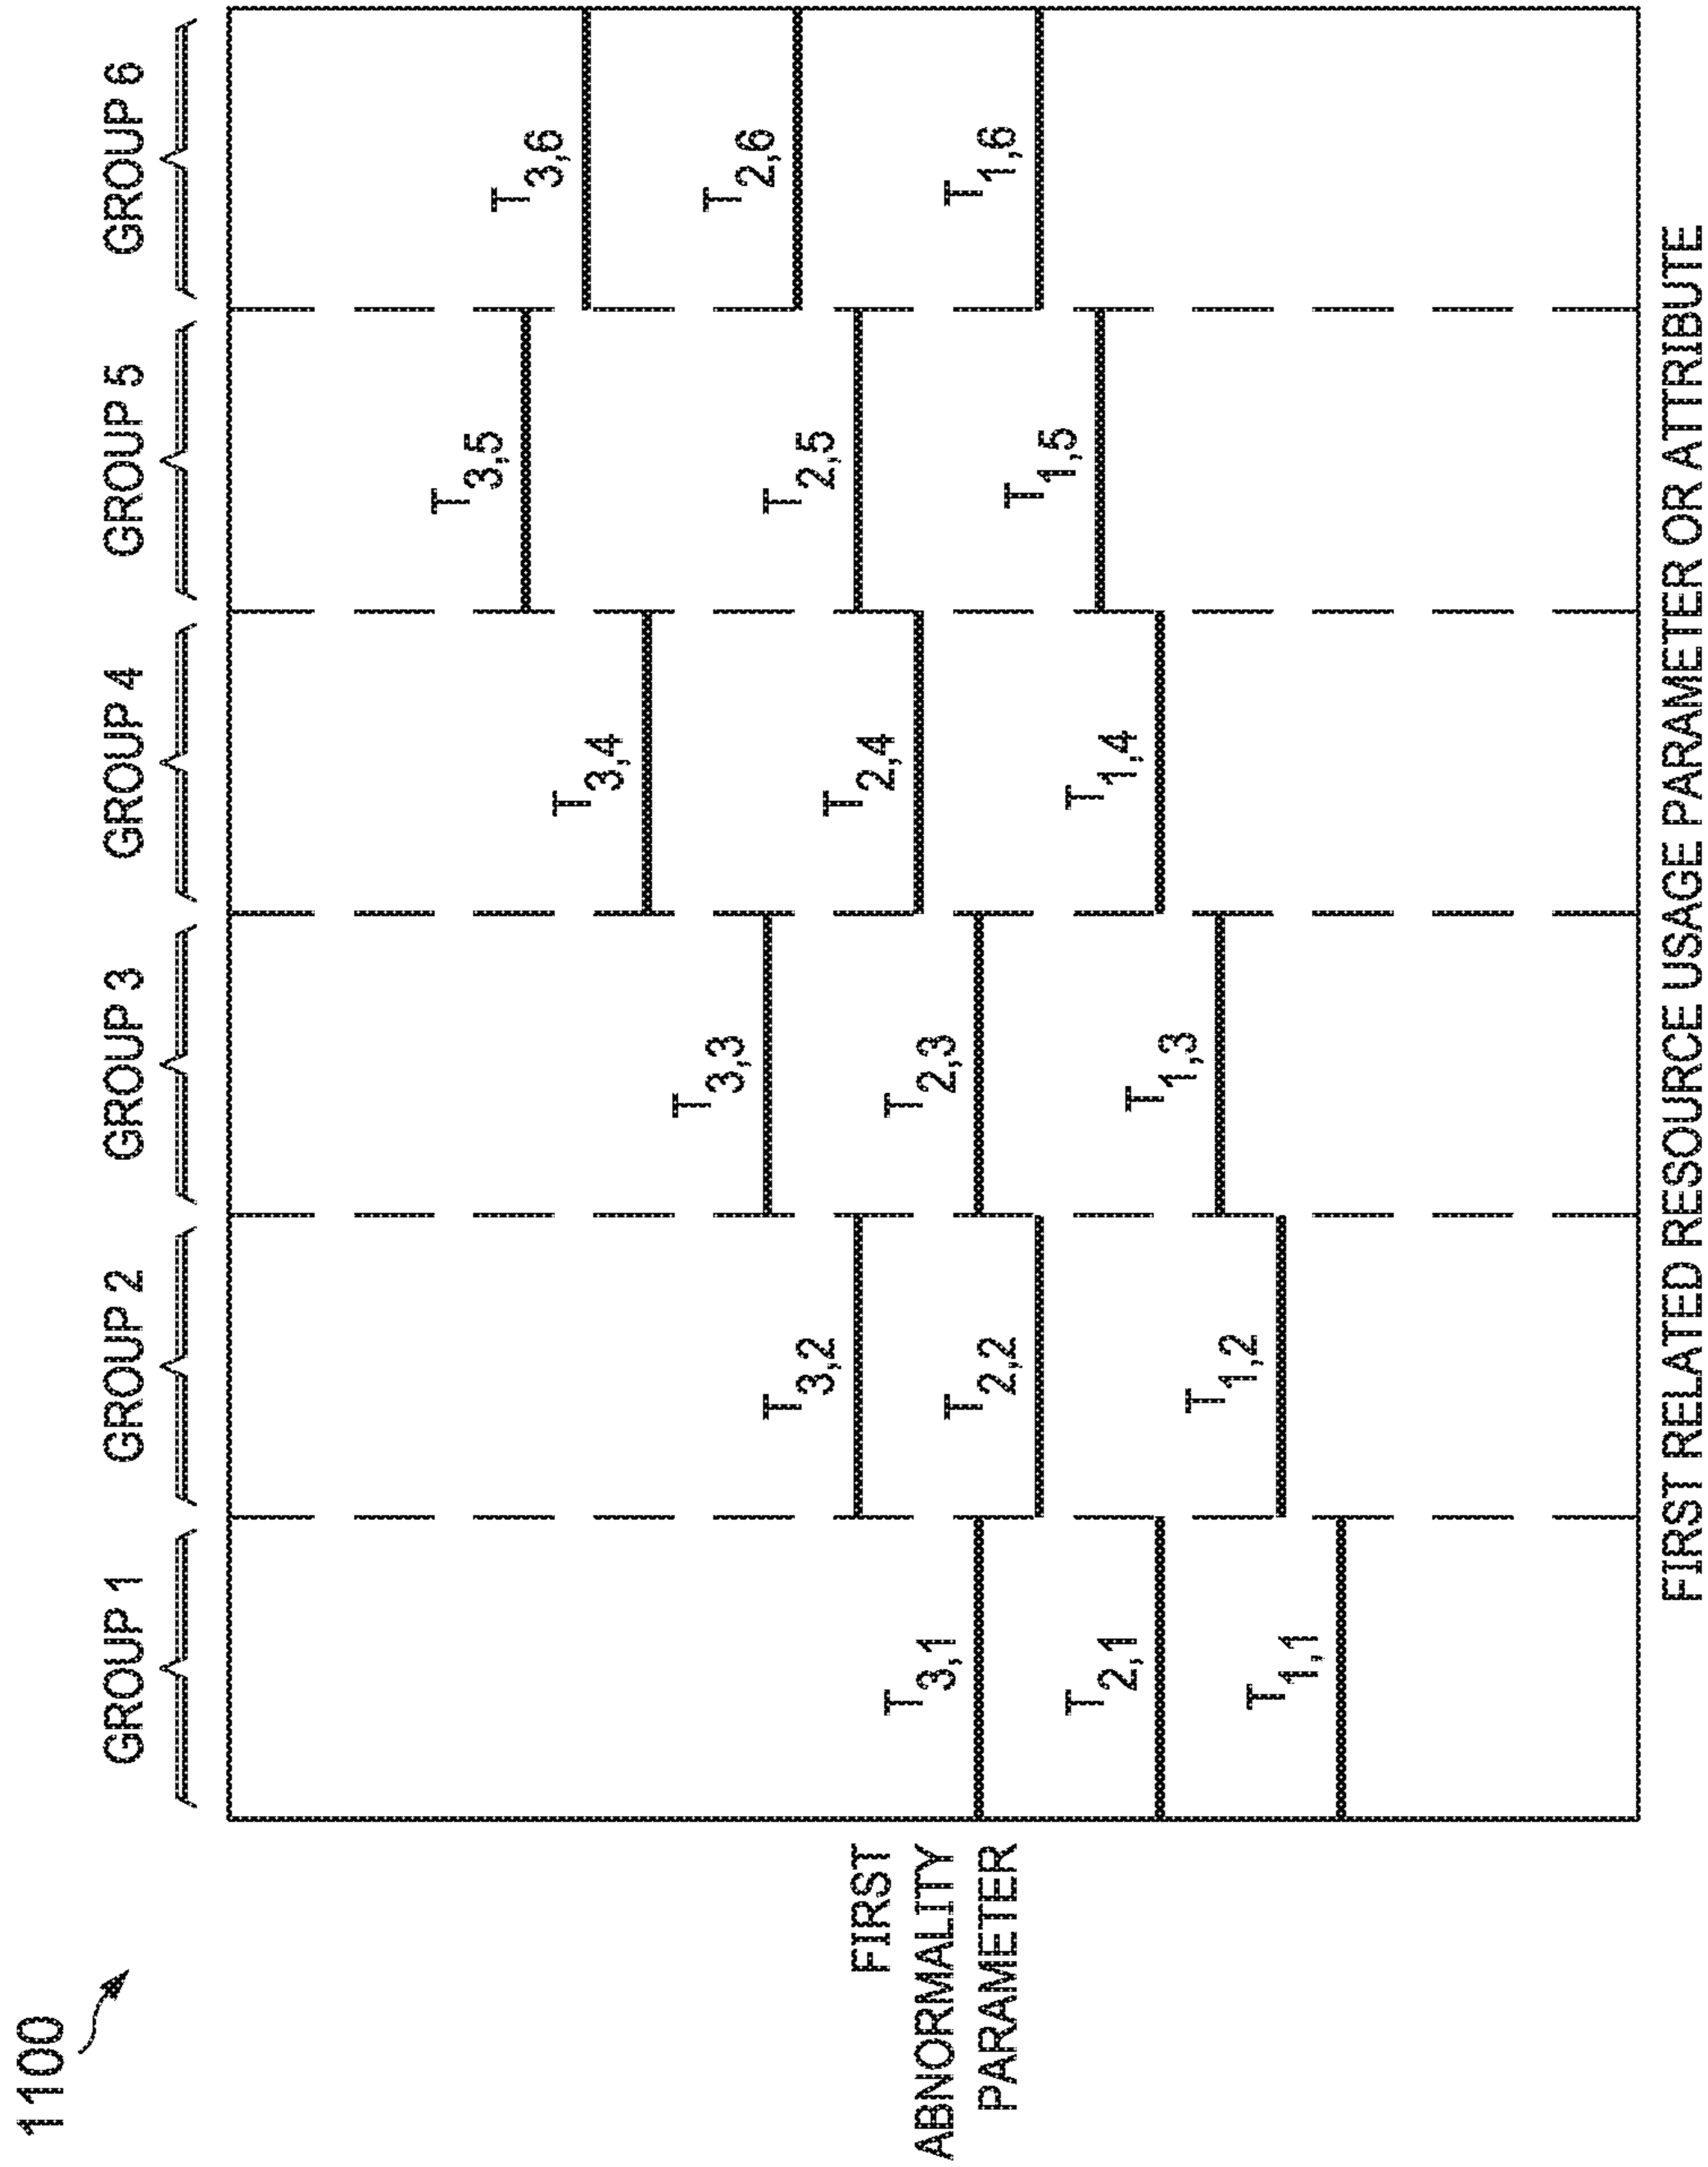 1100
GROUP 1 GROUP 2 GROUP 3 GROUP 4 GROUP 5 GROUP 6
T3,1 T3,2 T3,3 T3,4 T3,5 T3,6
T2,1 T2,2 T2,3 T2,4 T2,5 T2,6
T1,1 T1,2 T1,3 T1,4 T1,5 T1,6
FIRST
ABNORMALITY
PARAMETER
FIRST RELATED RESOURCE USAGE PARAMETER OR ATTRIBUTE